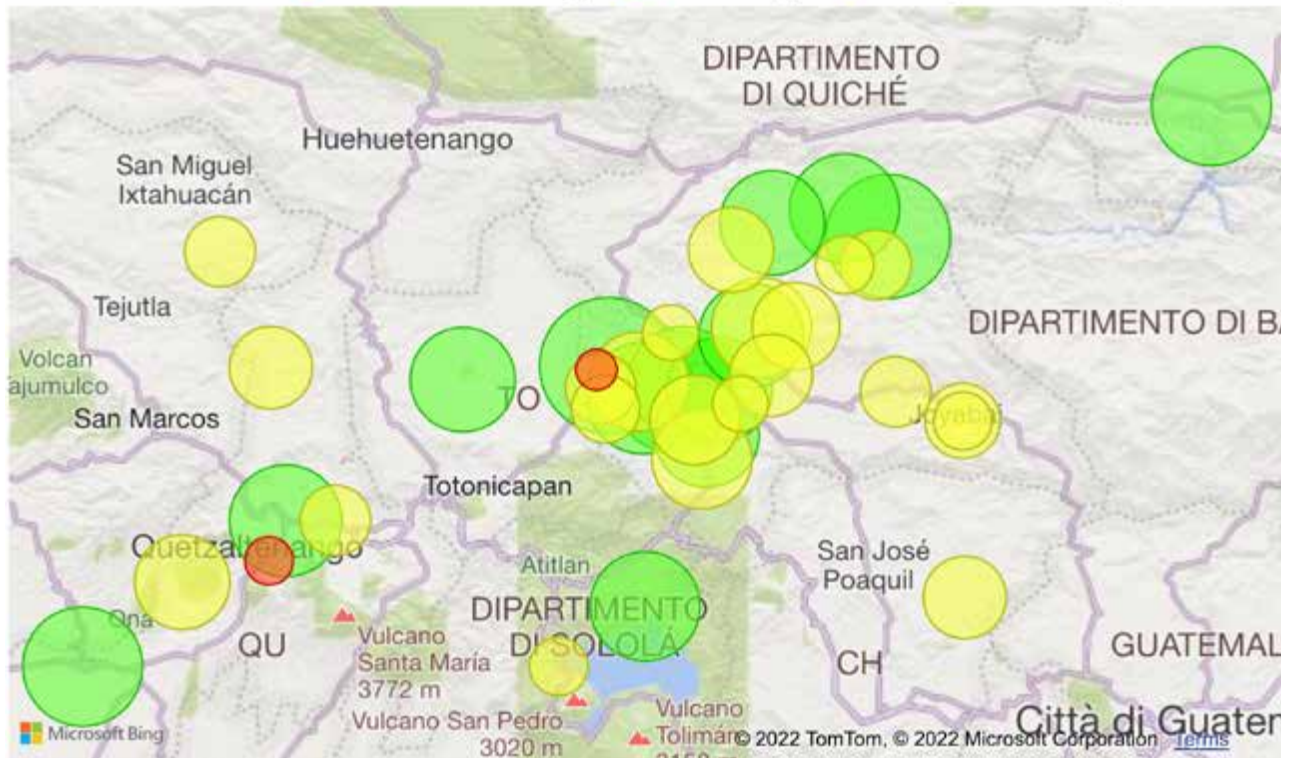 DIPARTIMENTO
DI QUICHÉ
Huehuetenango
San Miguel
Ixtahuacán
Tejutla
DIPARTIMENTO DI BA
Volcan
ajumulco
San Marcos
TO
Joyabaj
Totonicapan
Quetzaltenango
San José
Poaquil
Atitlan
DIPARTIMENTO
DI SOLOLÁ
Ona
QU
Vulcano
Santa María
3772 m
CH
GUATEMAL
Vulcano San Pedro
3020 m
Vulcano
Tolimán
Città di Guater
Microsoft Bing
© 2022 TomTom, © 2022 Microsoft Corporation Terms